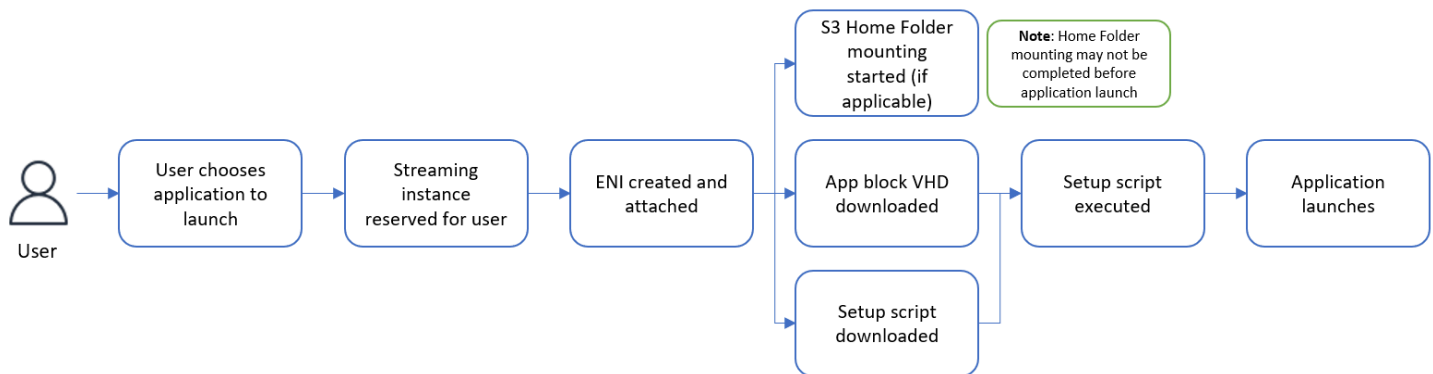 User
User chooses
application to
launch
Streaming
instance
reserved for user
ENI created and
attached
S3 Home Folder
mounting
started (if
applicable)
Note: Home Folder
mounting may not be
completed before
application launch
App block VHD
downloaded
Setup script
downloaded
Setup script
executed
Application
launches